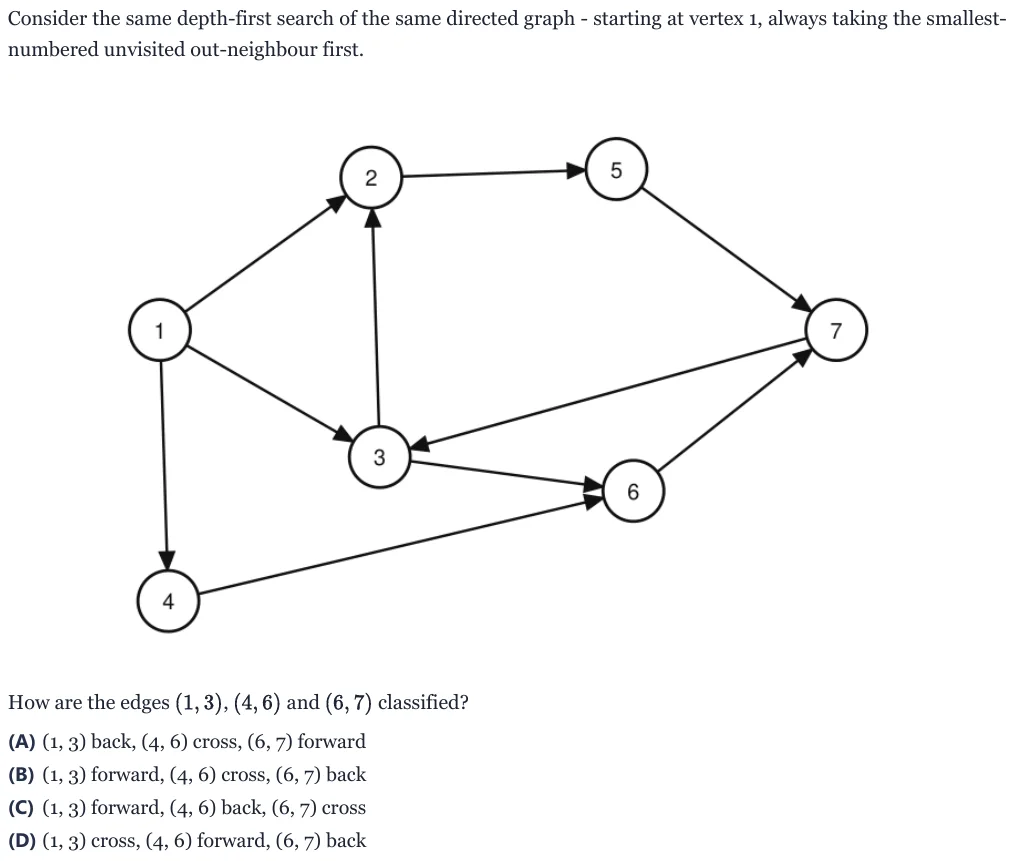 Consider the same depth-first search of the same directed graph - starting at vertex 1, always taking the smallest-
numbered unvisited out-neighbour first.
2
5
1
7
3
6
4
How are the edges (1, 3), (4, 6) and (6, 7) classified?
(A) (1, 3) back, (4, 6) cross, (6, 7) forward
(B) (1, 3) forward, (4, 6) cross, (6, 7) back
(C) (1, 3) forward, (4, 6) back, (6, 7) cross
(D) (1, 3) cross, (4, 6) forward, (6, 7) back